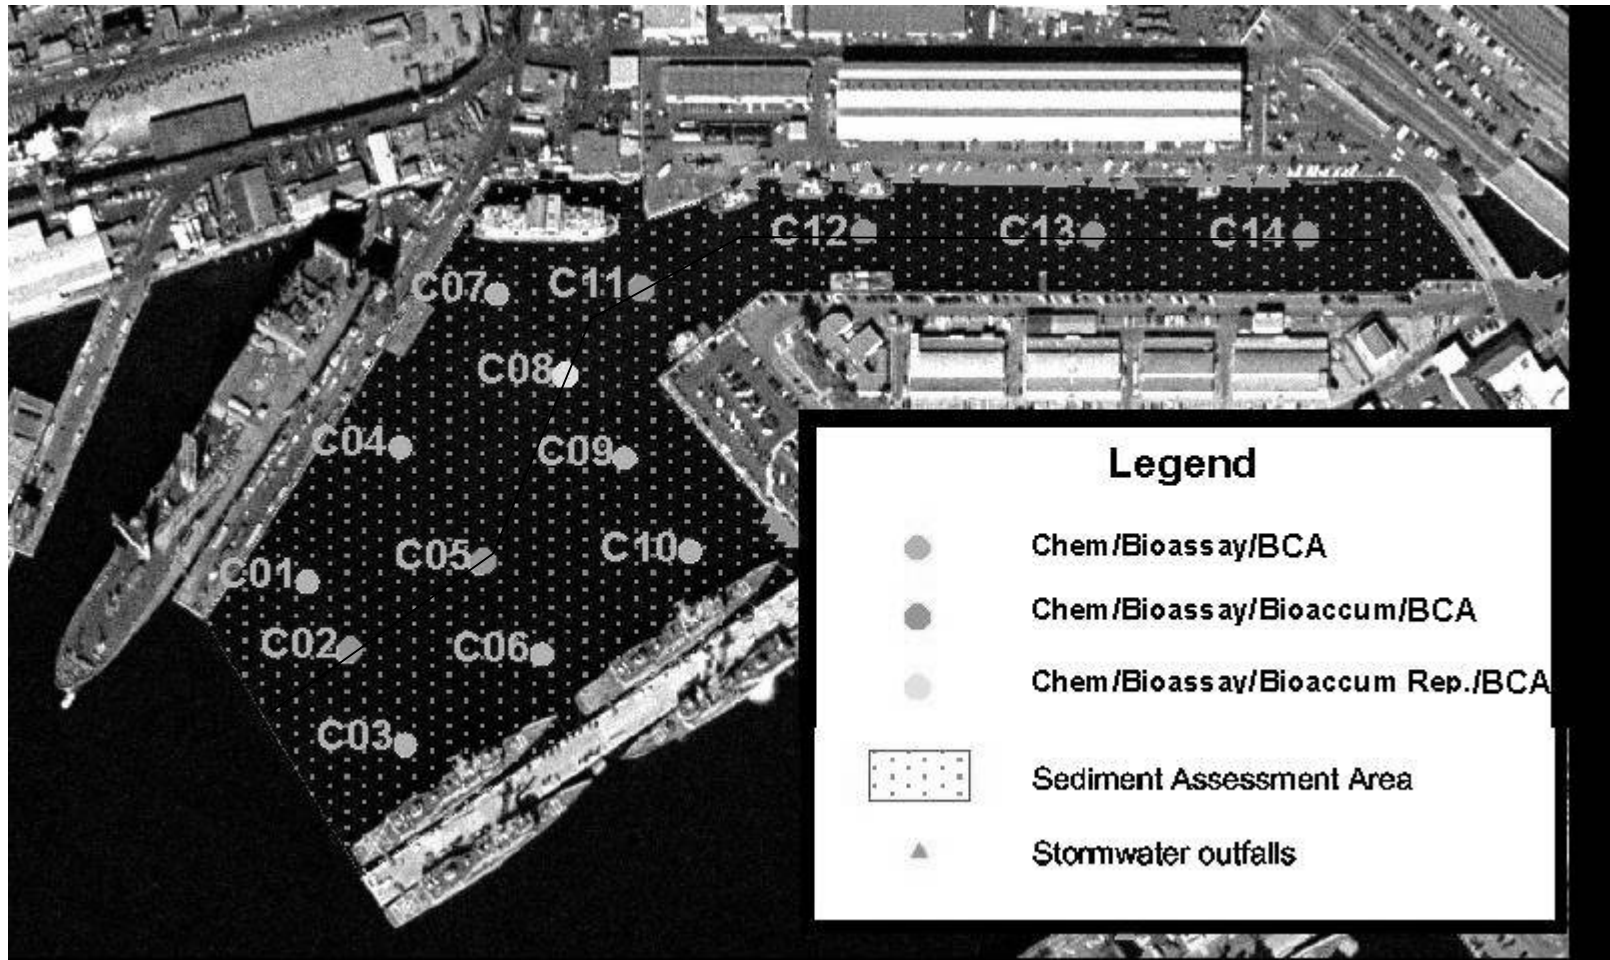 C12 C13 C14
C07 C11
C08
C04 C09
C05 C10
C01
C02 C06
C03
Legend
Chem/Bioassay/BCA
Chem/Bioassay/Bioaccum/BCA
Chem/Bioassay/Bioaccum Rep./BCA
Sediment Assessment Area
Stormwater outfalls